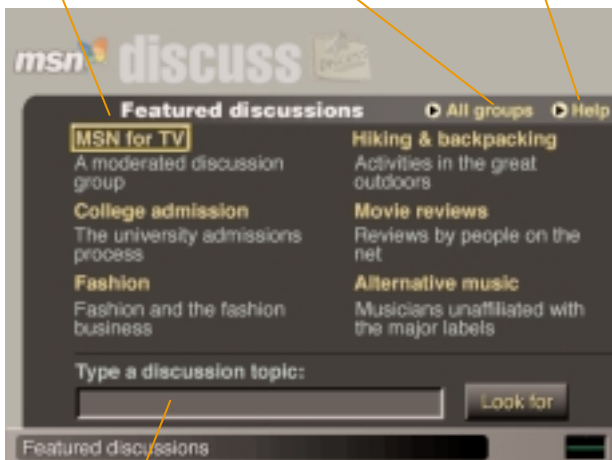 msn discuss
Featured discussions All groups Help
MSN for TV
A moderated discussion
group
College admission
The university admissions
process
Fashion
Fashion and the fashion
business
Hiking & backpacking
Activities in the great
outdoors
Movie reviews
Reviews by people on the
net
Alternative music
Musicians unaffiliated with
the major labels
Type a discussion topic:
Look for
Featured discussions